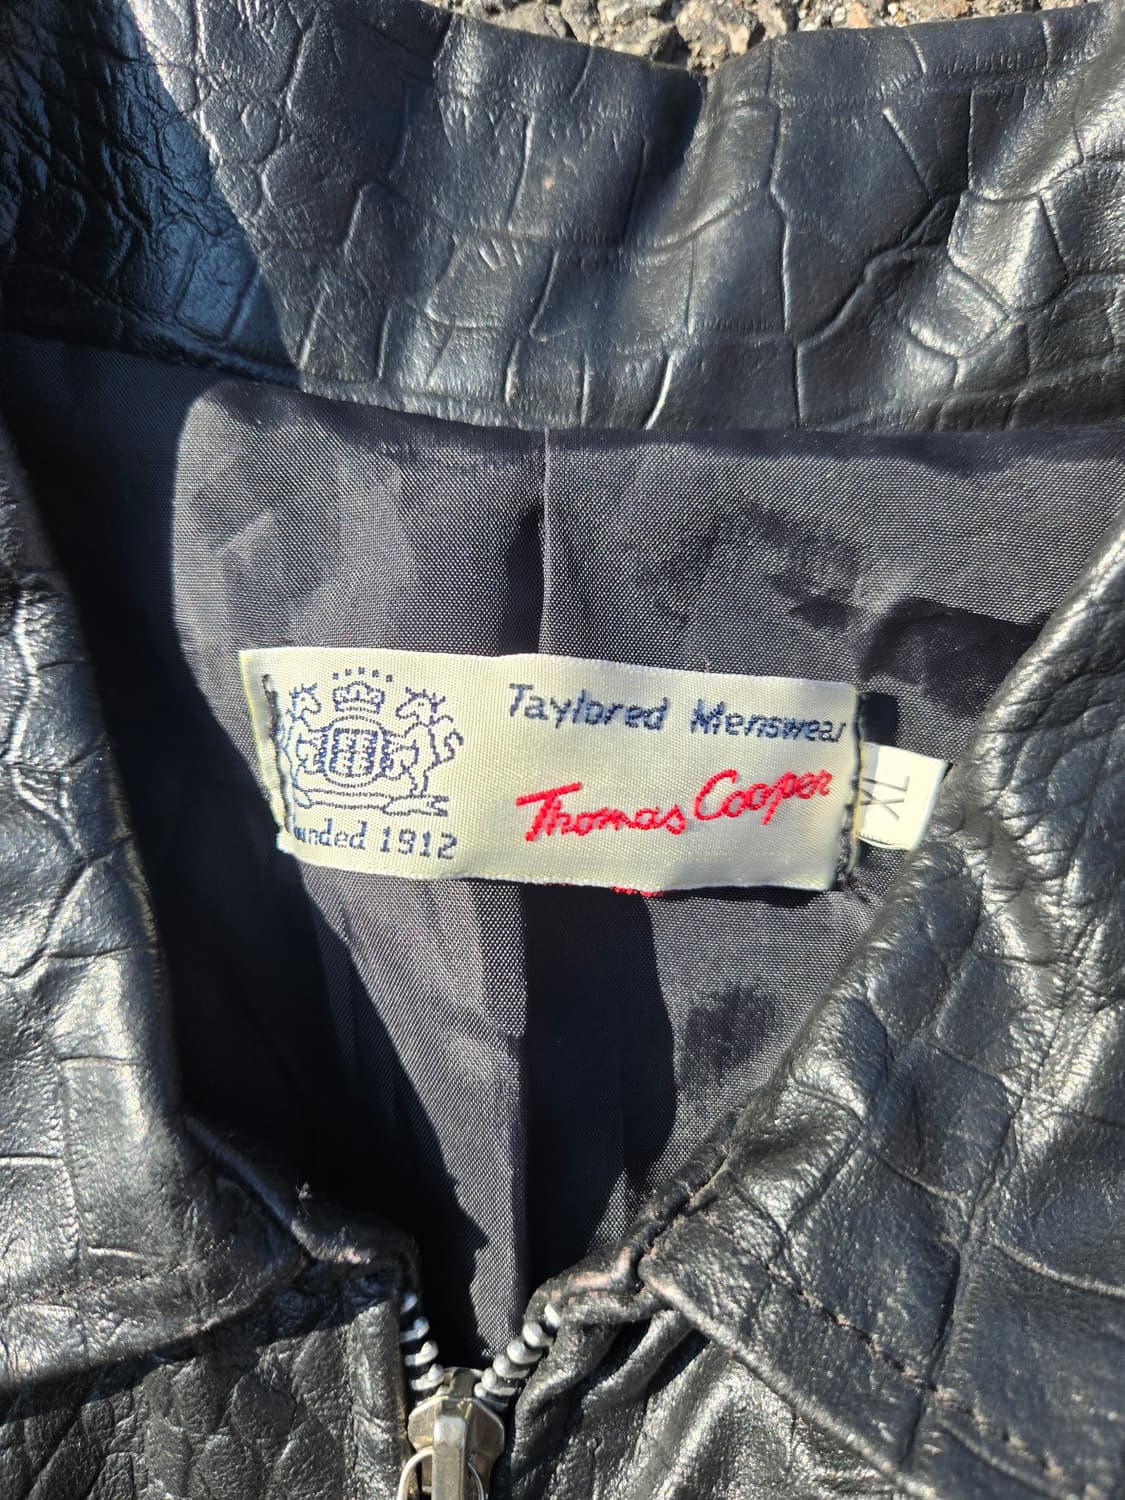 Taylored Menswear
Thomas Cooper
XL
ounded 1912